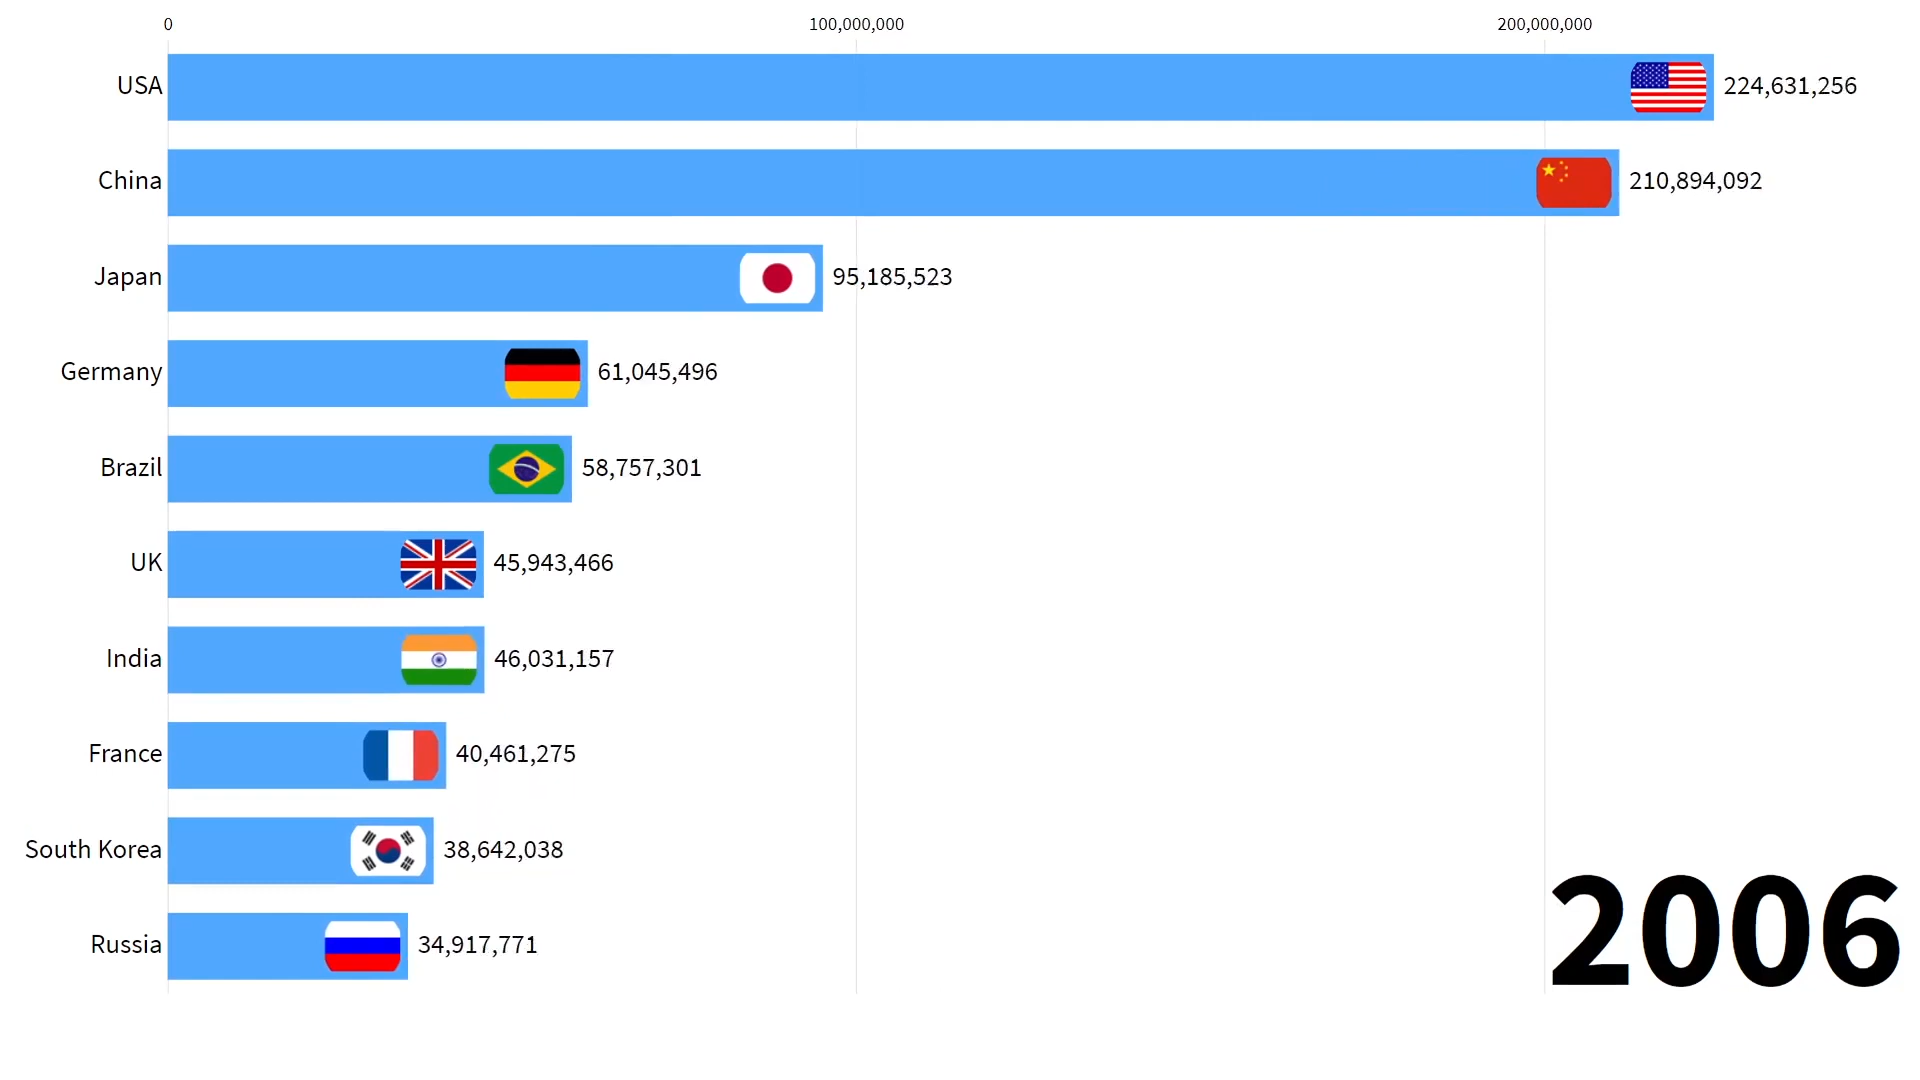 0 100,000,000 200,000,000
USA 224,631,256
China 210,894,092
Japan 95,185,523
Germany 61,045,496
Brazil 58,757,301
UK 45,943,466
India 46,031,157
France 40,461,275
South Korea 38,642,038
Russia 34,917,771
2006